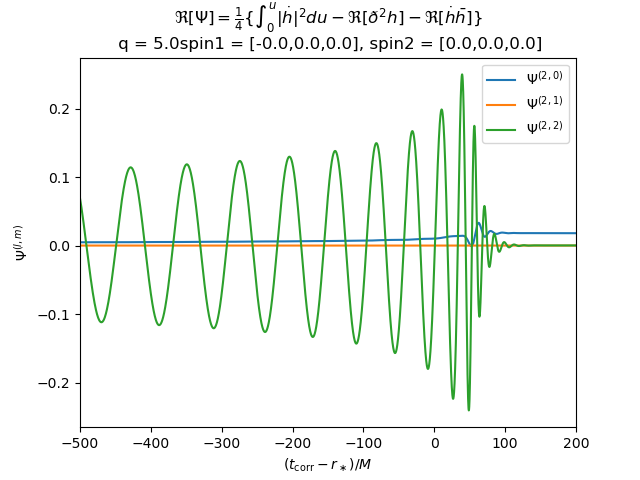 ℜ[Ψ] = 1/4{∫₀ᵘ|ḣ|²du − ℜ[ð̄²h] − ℜ[ḣh̄]}
q = 5.0spin1 = [-0.0,0.0,0.0], spin2 = [0.0,0.0,0.0]
Ψ^(2,0)
Ψ^(2,1)
Ψ^(2,2)
Ψ^(l,m)
0.2
0.1
0.0
−0.1
−0.2
−500 −400 −300 −200 −100 0 100 200
(t_corr − r_*)/M